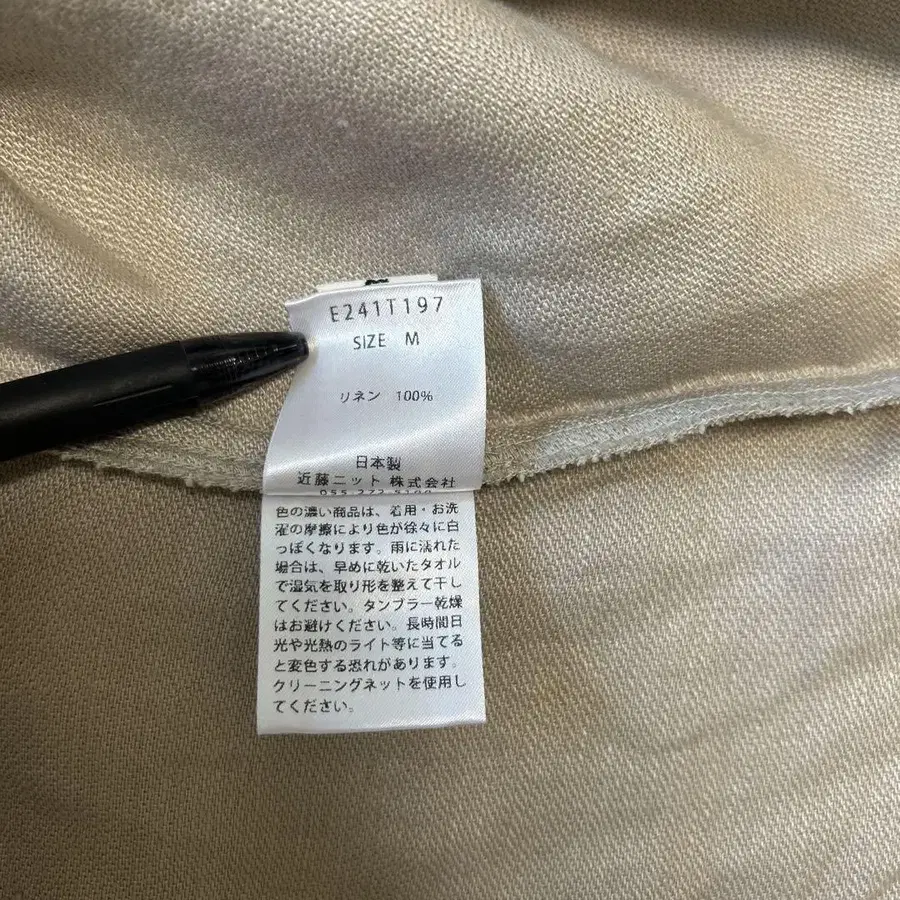 E241T197
SIZE M
リネン 100%
日本製
近藤ニット 株式会社
色の濃い商品は、着用・お洗
濯の摩擦により色が徐々に白
っぽくなります。雨に濡れた
場合は、早めに乾いたタオル
で湿気を取り形を整えて干し
てください。タンブラー乾燥
はお避けください。長時間日
光や光熱のライト等に当てる
と変色する恐れがあります。
クリーニングネットを使用し
てください。